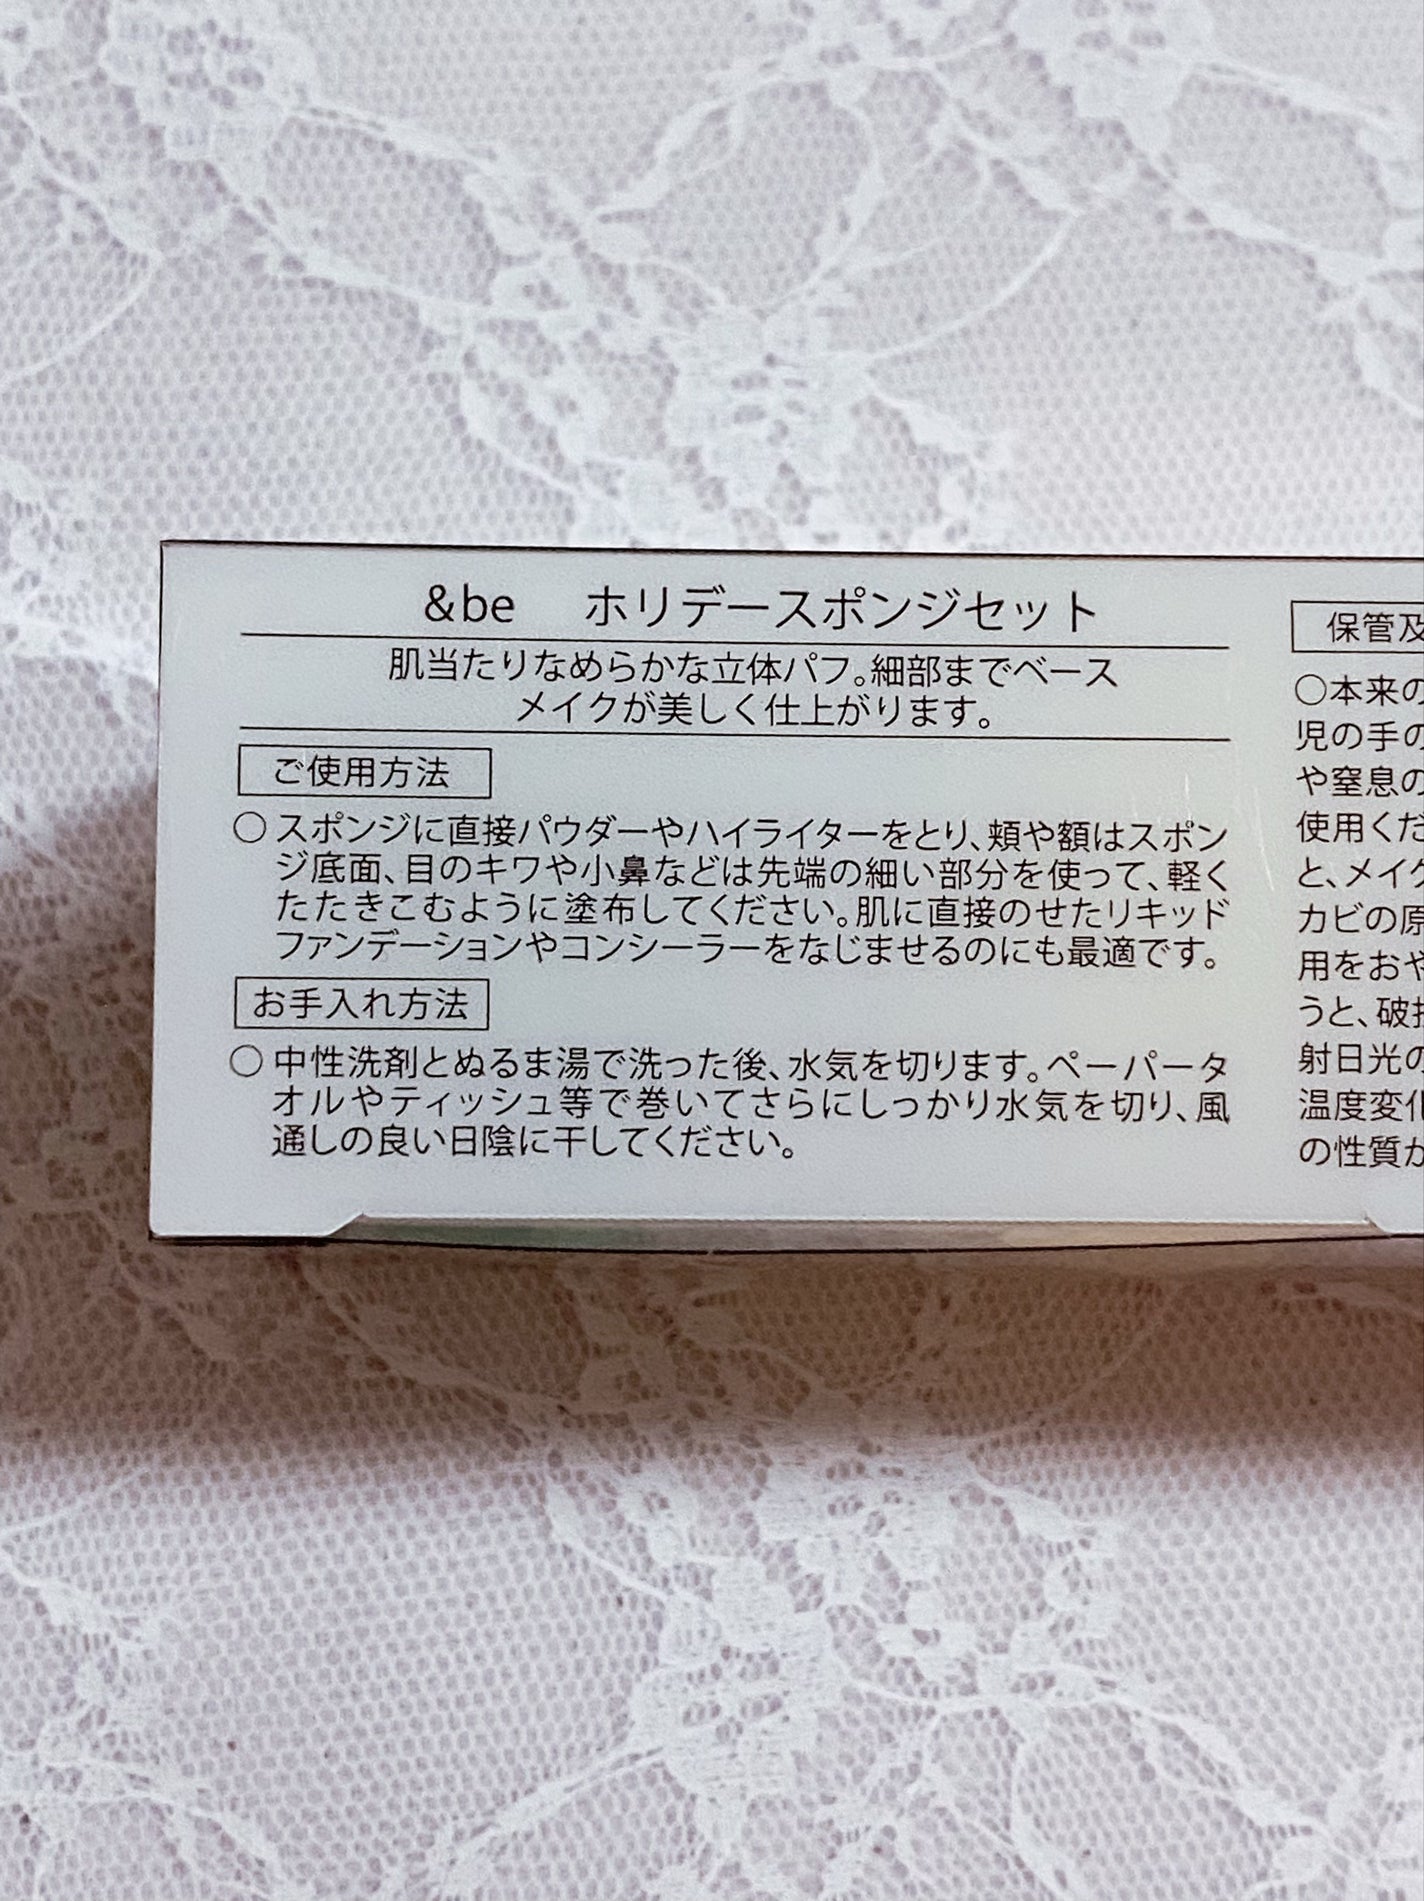 &be ホリデースポンジセット
肌当たりなめらかな立体パフ。細部までベース
メイクが美しく仕上がります。
ご使用方法
○ スポンジに直接パウダーやハイライターをとり、頬や額はスポン
ジ底面、目のキワや小鼻などは先端の細い部分を使って、軽く
たたきこむように塗布してください。肌に直接のせたリキッド
ファンデーションやコンシーラーをなじませるのにも最適です。
お手入れ方法
○ 中性洗剤とぬるま湯で洗った後、水気を切ります。ペーパータ
オルやティッシュ等で巻いてさらにしっかり水気を切り、風
通しの良い日陰に干してください。
保管及
○本来の
児の手の
や窒息の
使用くだ
と、メイク
カビの原
用をおや
うと、破損
射日光の
温度変化
の性質が